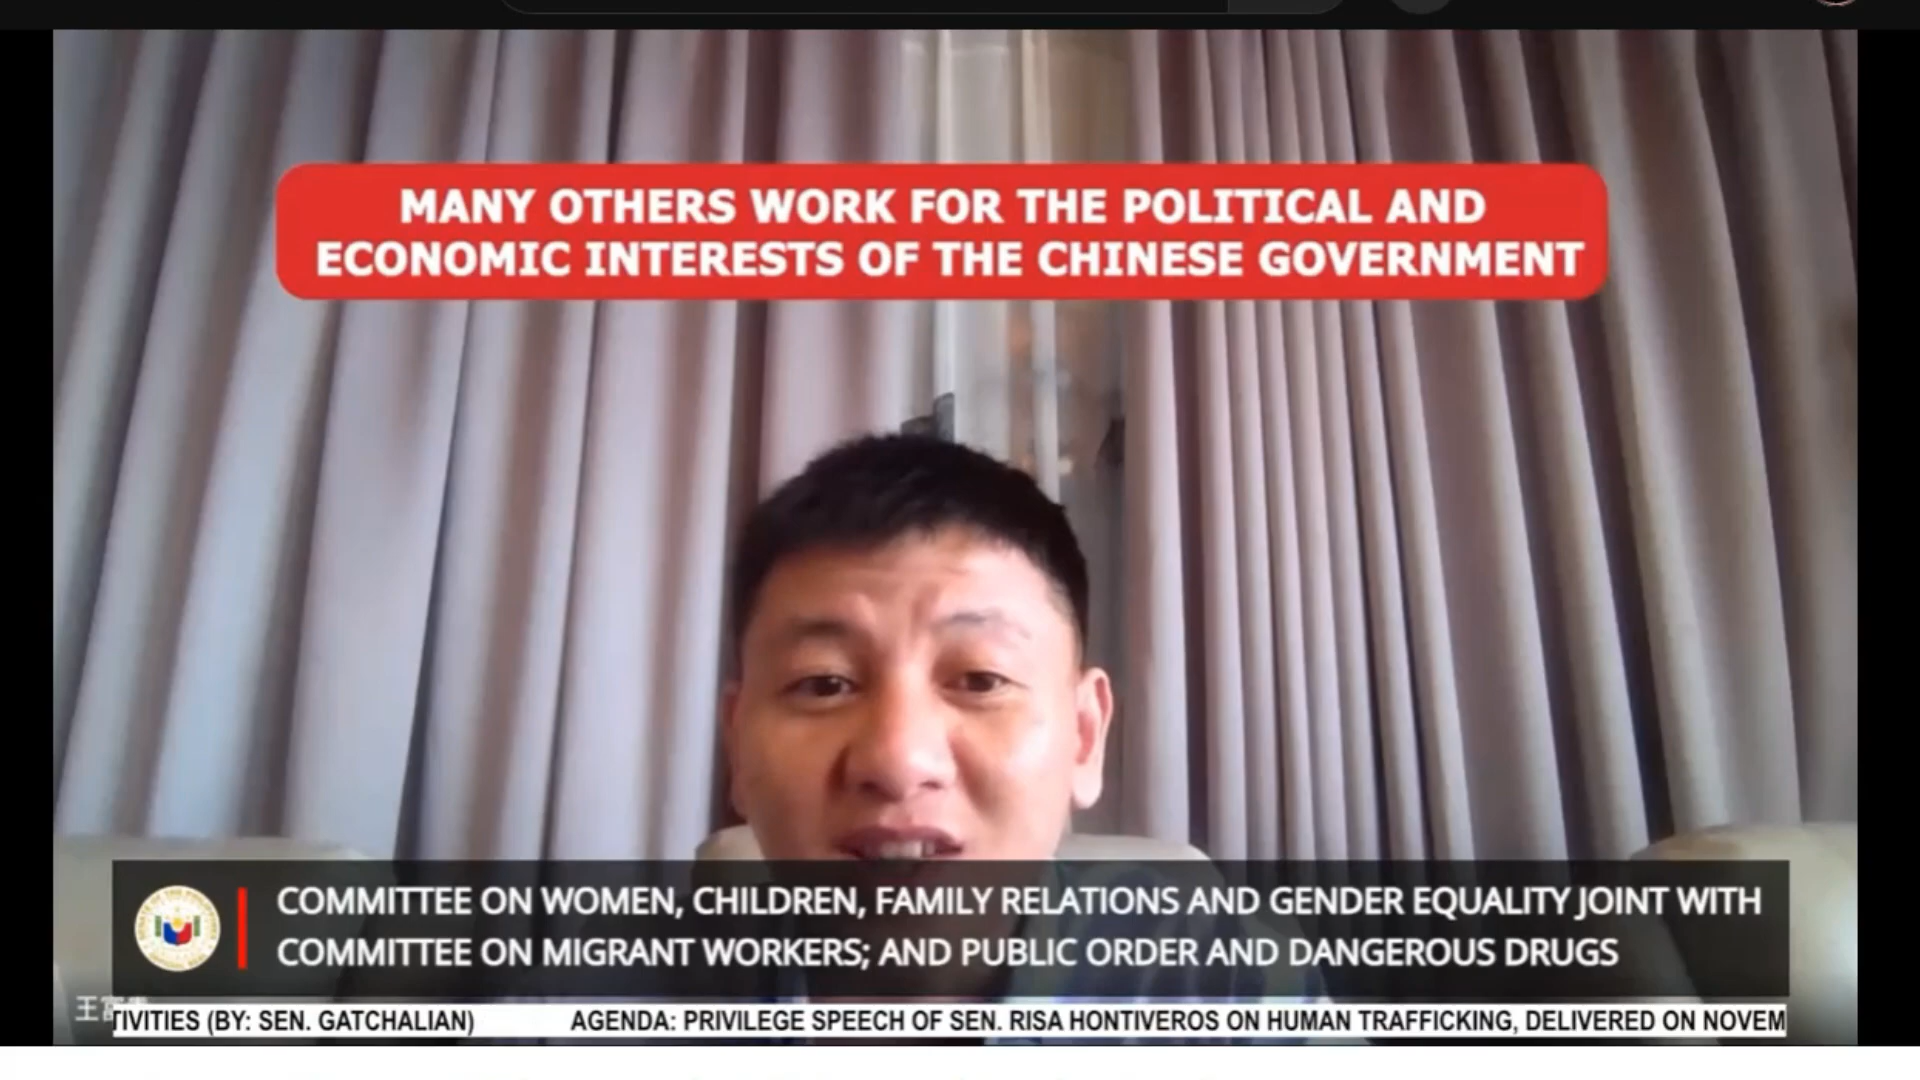 MANY OTHERS WORK FOR THE POLITICAL AND
ECONOMIC INTERESTS OF THE CHINESE GOVERNMENT
COMMITTEE ON WOMEN, CHILDREN, FAMILY RELATIONS AND GENDER EQUALITY JOINT WITH
COMMITTEE ON MIGRANT WORKERS; AND PUBLIC ORDER AND DANGEROUS DRUGS
王富
TIVITIES (BY: SEN. GATCHALIAN) AGENDA: PRIVILEGE SPEECH OF SEN. RISA HONTIVEROS ON HUMAN TRAFFICKING, DELIVERED ON NOVEM